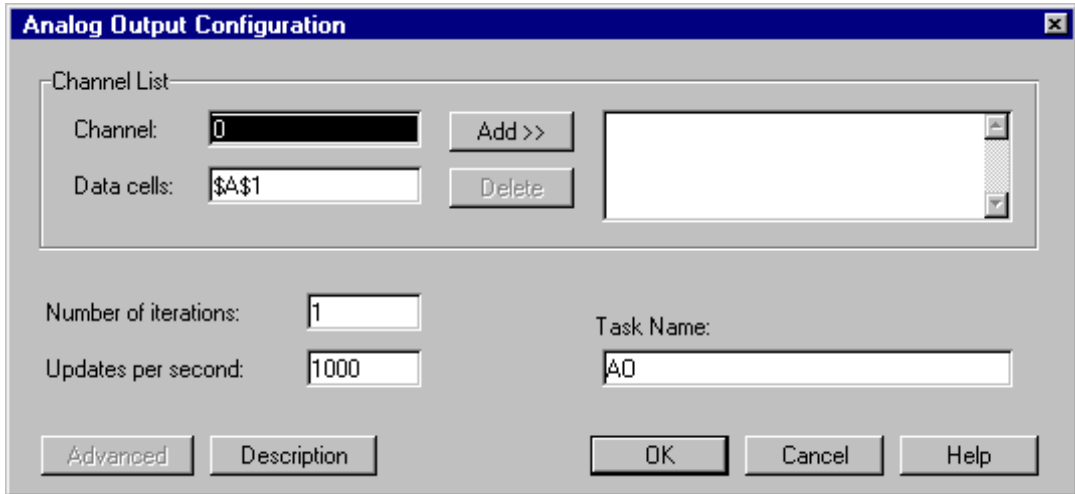 Analog Output Configuration
Channel List
Channel: 0 Add >>
Data cells: $A$1 Delete
Number of iterations: 1
Task Name:
Updates per second: 1000 AO
Advanced Description OK Cancel Help